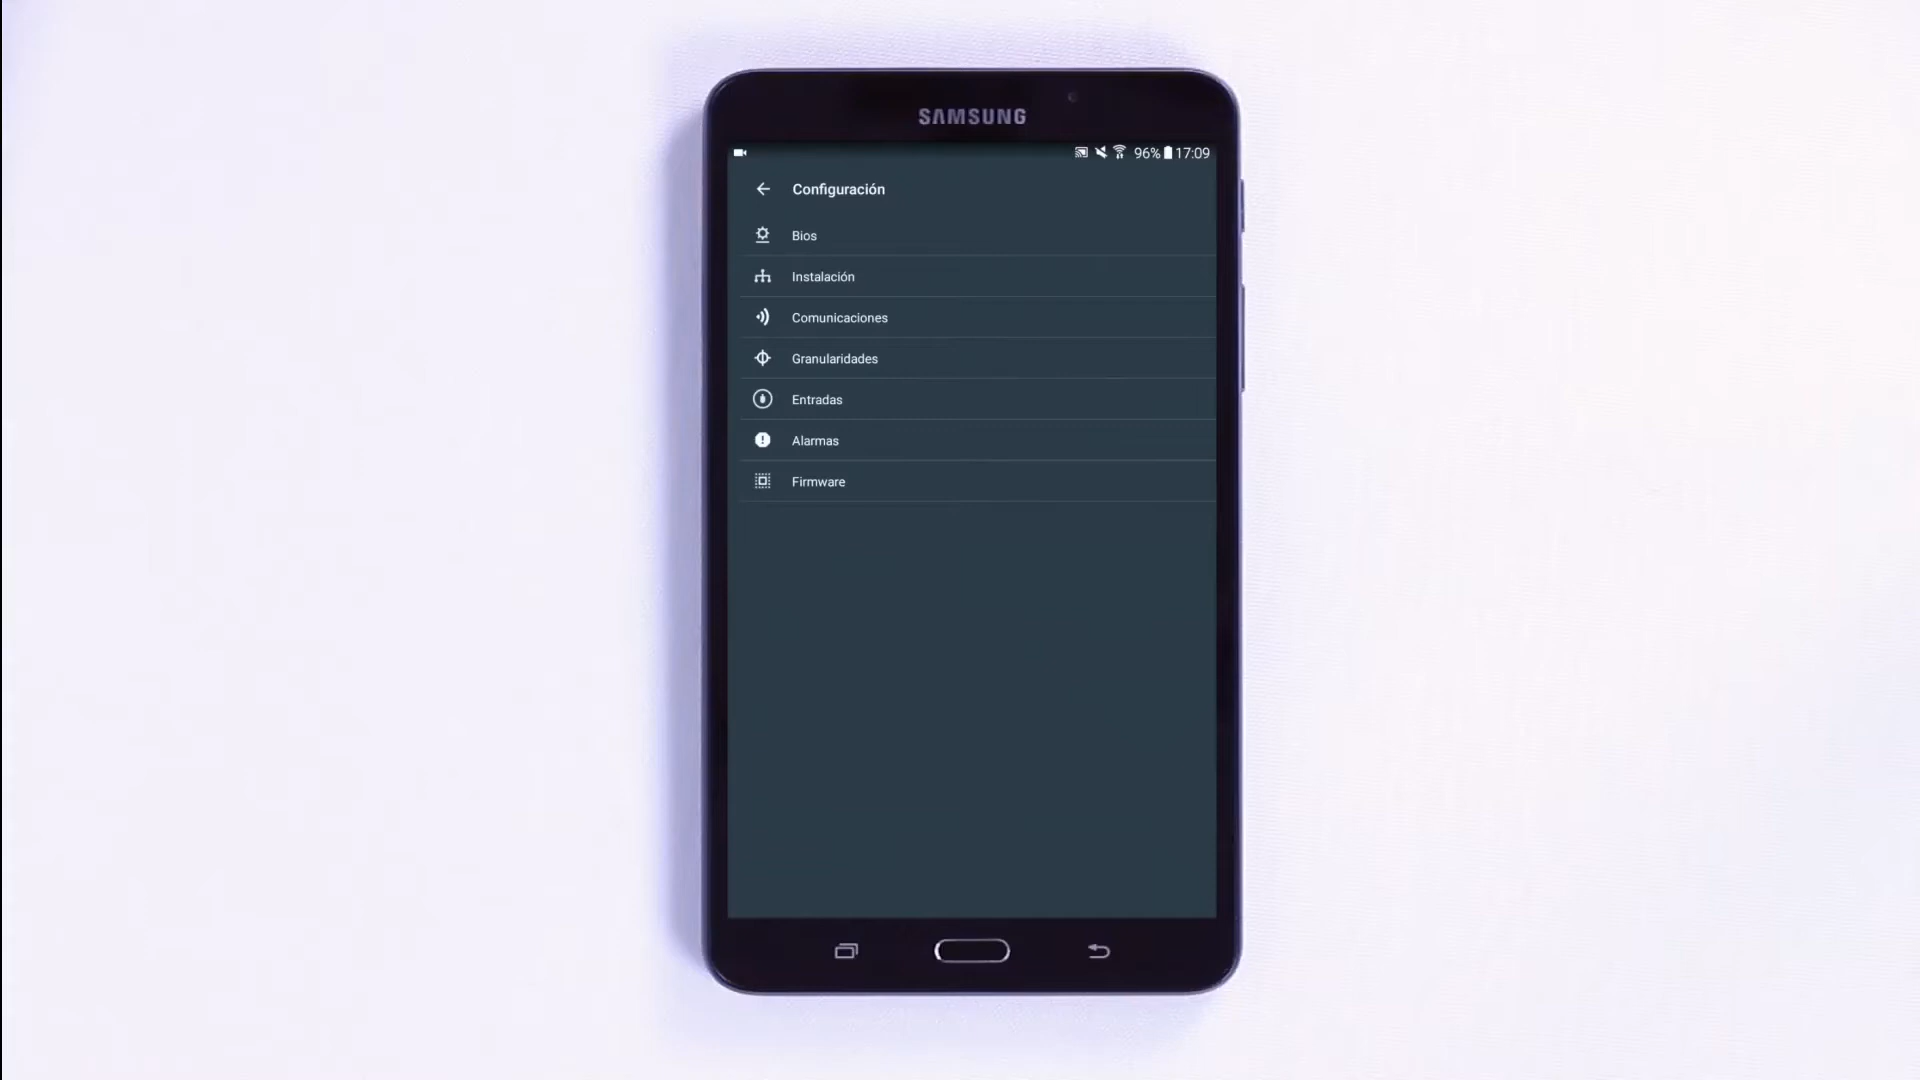 SAMSUNG
96% 17:09
Configuración
Bios
Instalación
Comunicaciones
Granularidades
Entradas
Alarmas
Firmware